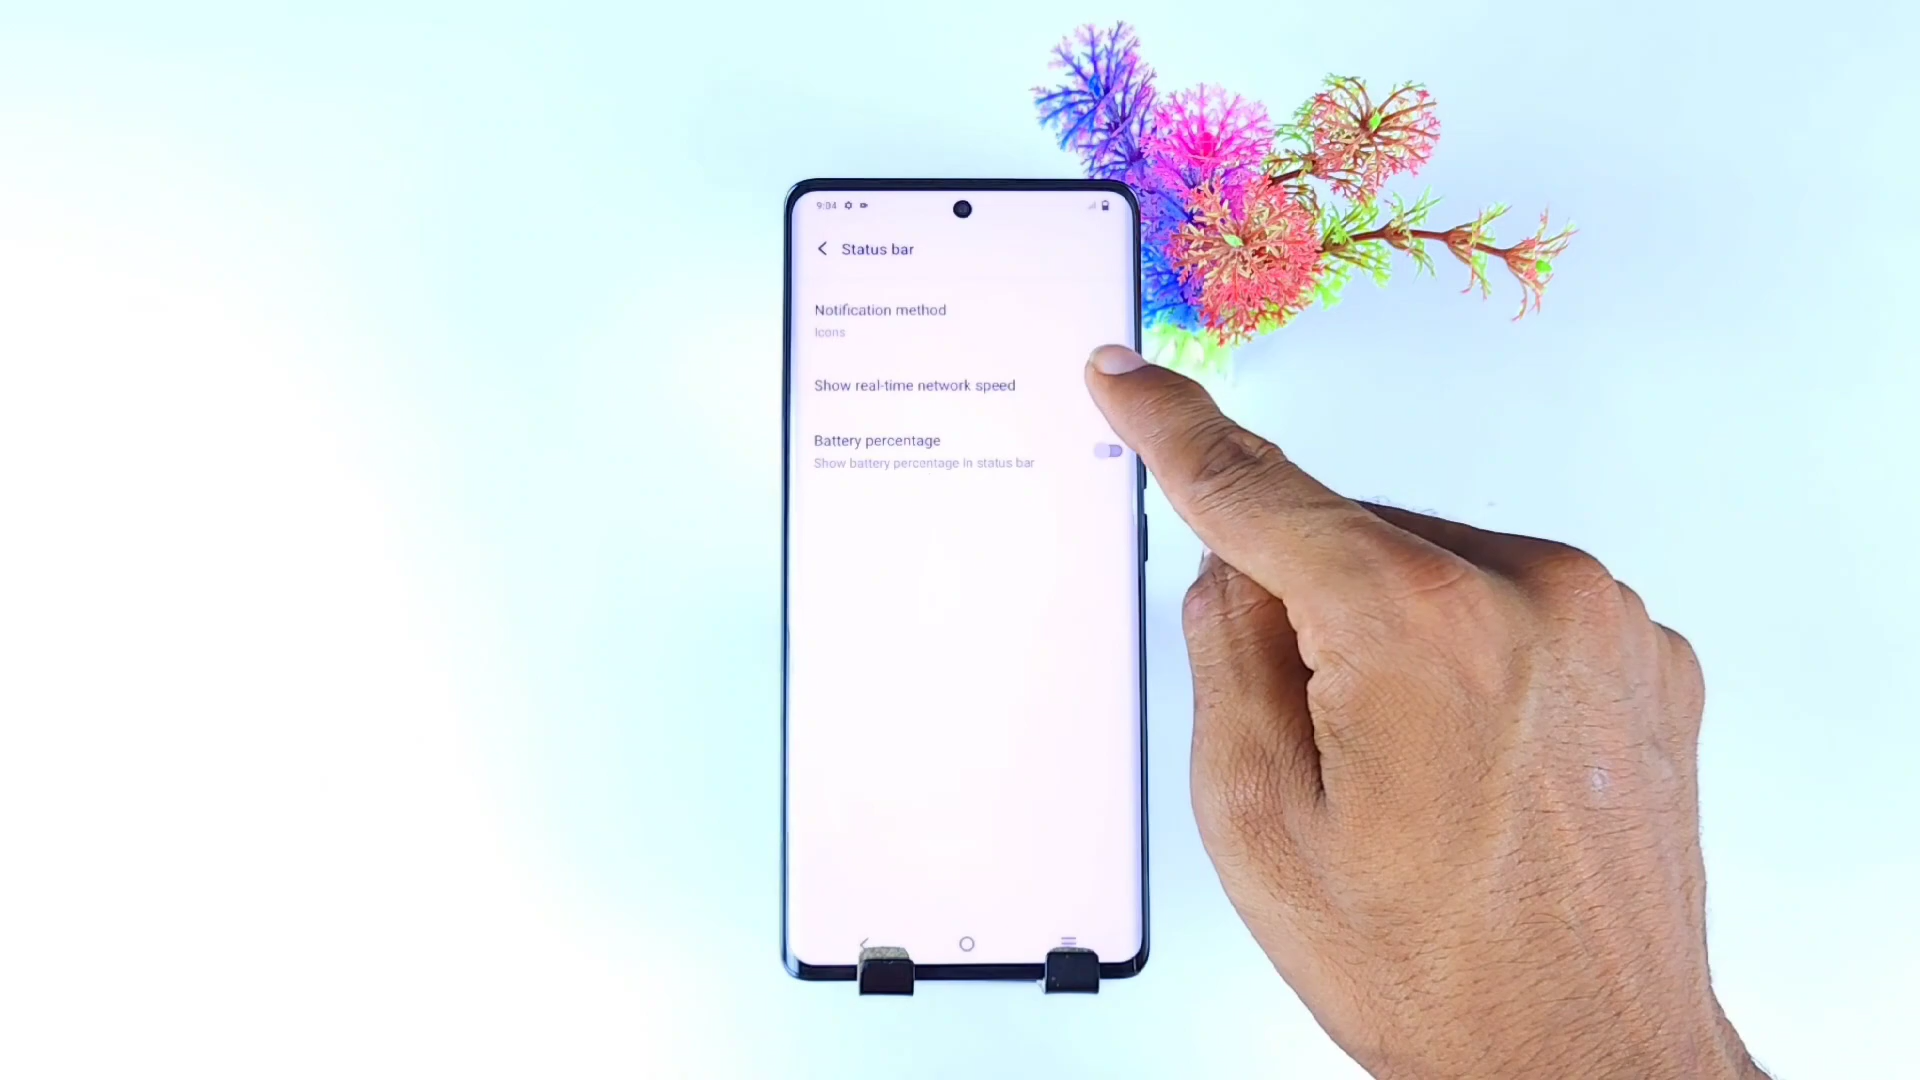 9:04
Status bar
Notification method
Icons
Show real-time network speed
Battery percentage
Show battery percentage in status bar